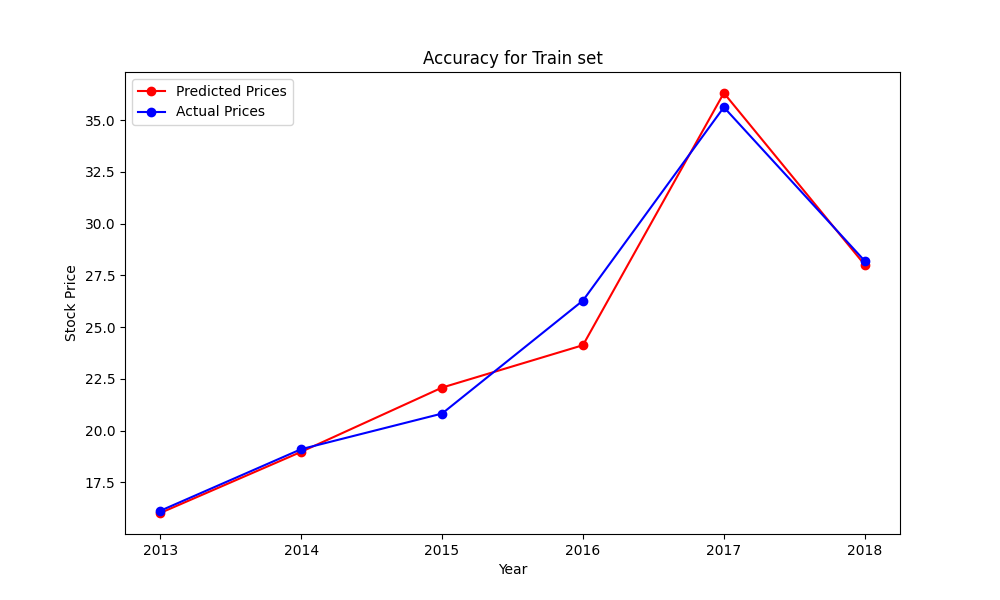 Accuracy for Train set
Predicted Prices
Actual Prices
35.0
32.5
30.0
27.5
25.0
22.5
20.0
17.5
Stock Price
2013 2014 2015 2016 2017 2018
Year